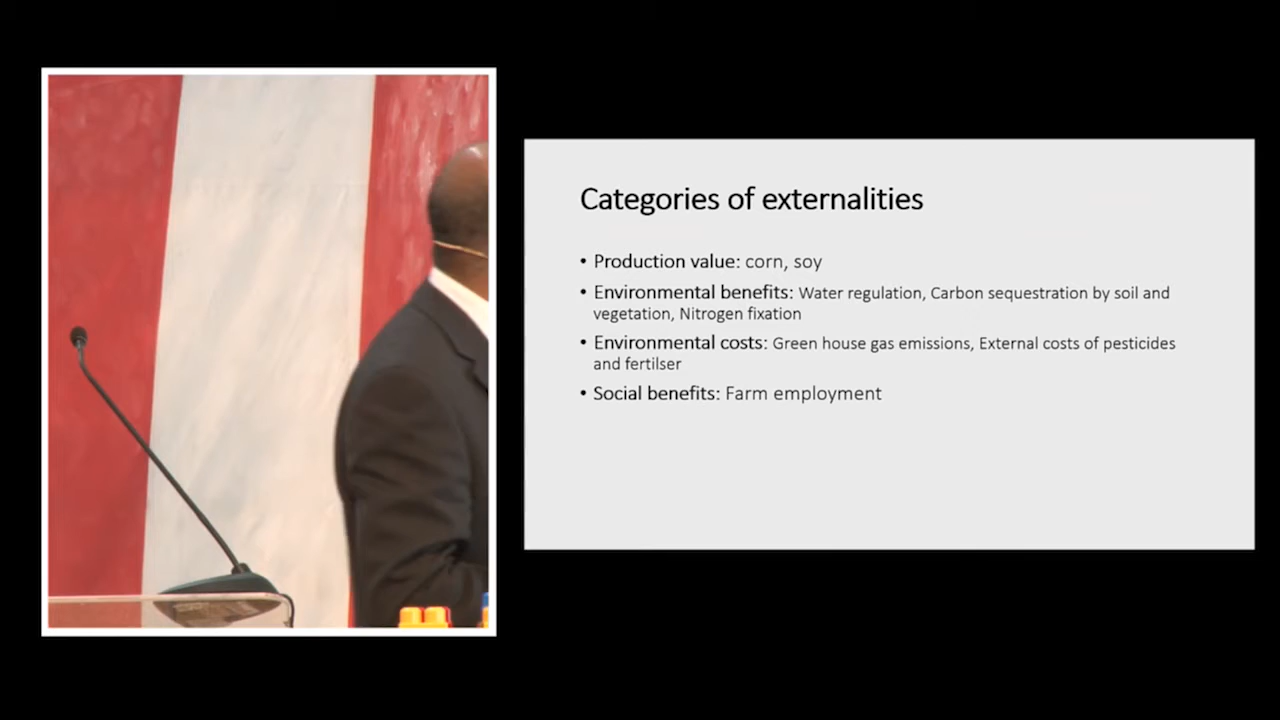 Categories of externalities
• Production value: corn, soy
• Environmental benefits: Water regulation, Carbon sequestration by soil and
vegetation, Nitrogen fixation
• Environmental costs: Green house gas emissions, External costs of pesticides
and fertilser
• Social benefits: Farm employment